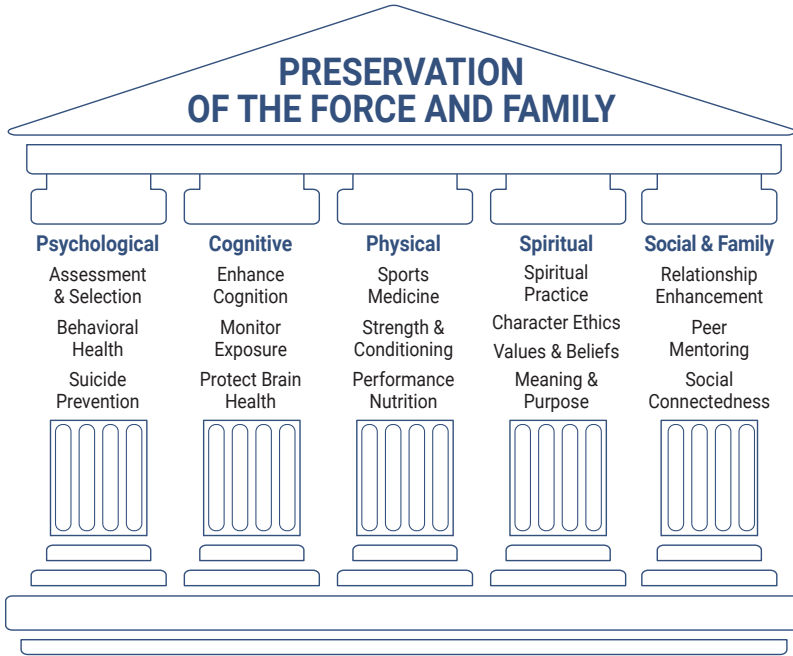 PRESERVATION
OF THE FORCE AND FAMILY
Psychological
Assessment
& Selection
Behavioral
Health
Suicide
Prevention
Cognitive
Enhance
Cognition
Monitor
Exposure
Protect Brain
Health
Physical
Sports
Medicine
Strength &
Conditioning
Performance
Nutrition
Spiritual
Spiritual
Practice
Character Ethics
Values & Beliefs
Meaning &
Purpose
Social & Family
Relationship
Enhancement
Peer
Mentoring
Social
Connectedness